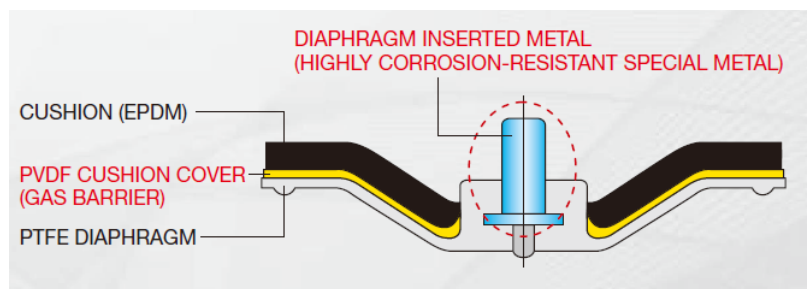 DIAPHRAGM INSERTED METAL
(HIGHLY CORROSION-RESISTANT SPECIAL METAL)
CUSHION (EPDM)
PVDF CUSHION COVER
(GAS BARRIER)
PTFE DIAPHRAGM